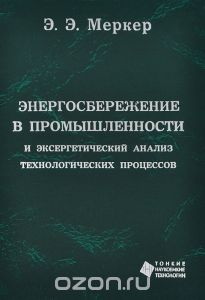 Э. Э. Меркер
ЭНЕРГОСБЕРЕЖЕНИЕ
В ПРОМЫШЛЕННОСТИ
И ЭКСЕРГЕТИЧЕСКИЙ АНАЛИЗ
ТЕХНОЛОГИЧЕСКИХ ПРОЦЕССОВ
ТОНКИЕ
НАУКОЕМКИЕ
ТЕХНОЛОГИИ
ozon.ru